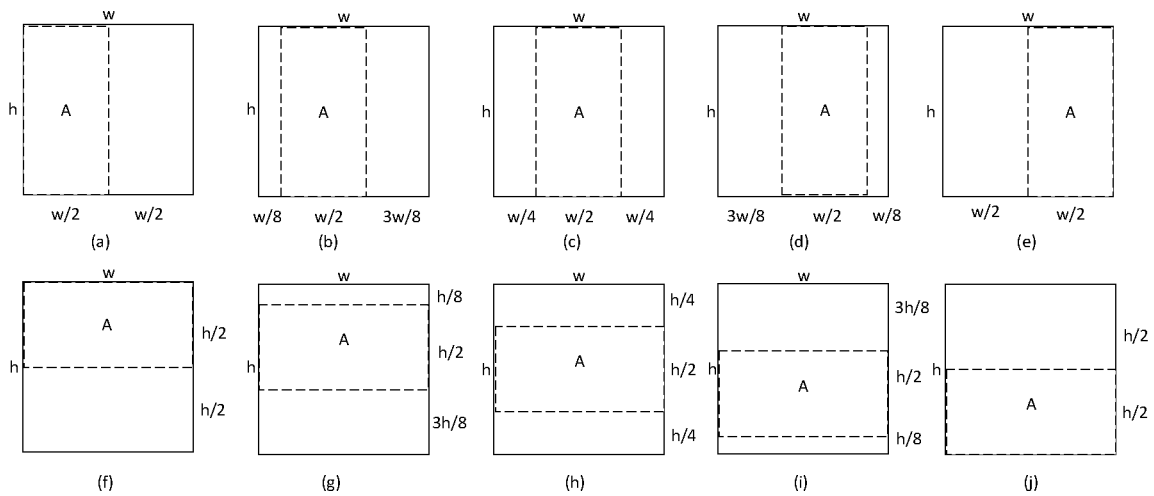 w w w w w
h A h A h A h A h A
w/2 w/2 w/8 w/2 3w/8 w/4 w/2 w/4 3w/8 w/2 w/8 w/2 w/2
(a) (b) (c) (d) (e)
w w w w w
h/8 h/4 3h/8
A h/2 A h/2 h/2
h h A h/2 h h A h/2 h
h/2 3h/8 h/4 h/8 A h/2
(f) (g) (h) (i) (j)